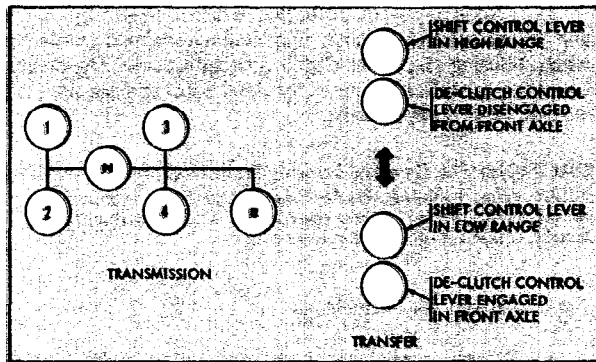 SHIFT CONTROL LEVER
IN HIGH RANGE
DE-CLUTCH CONTROL
LEVER DISENGAGED
FROM FRONT AXLE
1
3
N
2
4
R
SHIFT CONTROL LEVER
IN LOW RANGE
TRANSMISSION
DE-CLUTCH CONTROL
LEVER ENGAGED
IN FRONT AXLE
TRANSFER